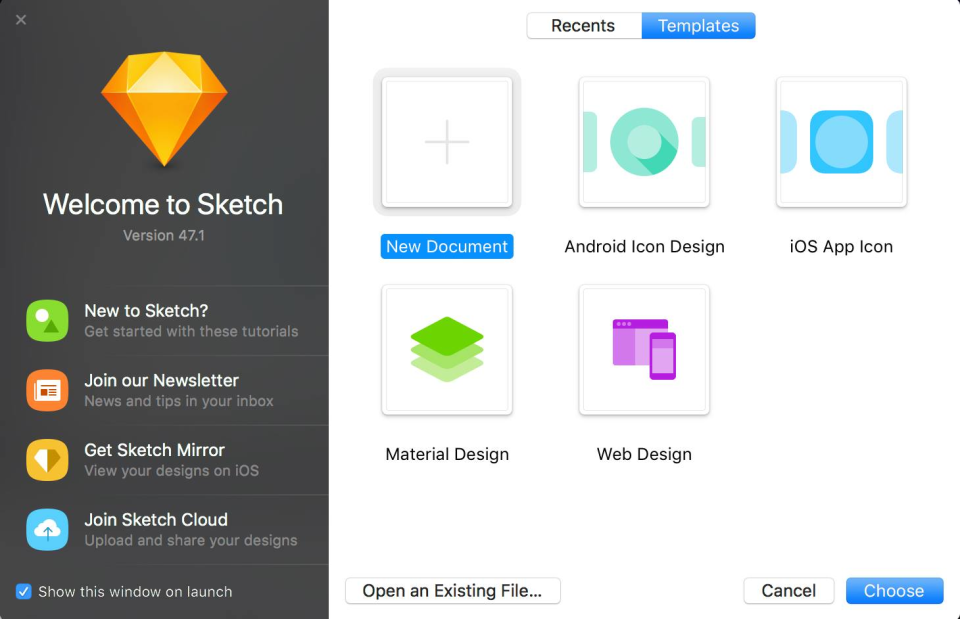 Welcome to Sketch
Version 47.1
New to Sketch?
Get started with these tutorials
Join our Newsletter
News and tips in your inbox
Get Sketch Mirror
View your designs on iOS
Join Sketch Cloud
Upload and share your designs
Show this window on launch
Recents
Templates
New Document
Android Icon Design
iOS App Icon
Material Design
Web Design
Open an Existing File...
Cancel
Choose